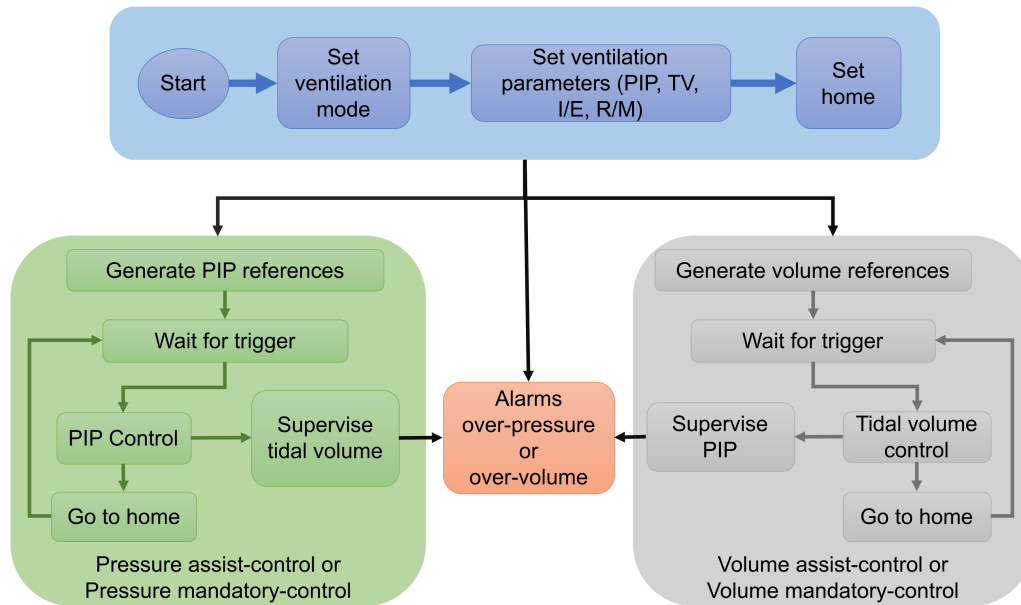 Start
Set
ventilation
mode
Set ventilation
parameters (PIP, TV,
I/E, R/M)
Set
home
Generate PIP references
Wait for trigger
PIP Control
Supervise
tidal volume
Go to home
Pressure assist-control or
Pressure mandatory-control
Alarms
over-pressure
or
over-volume
Generate volume references
Wait for trigger
Supervise
PIP
Tidal volume
control
Go to home
Volume assist-control or
Volume mandatory-control